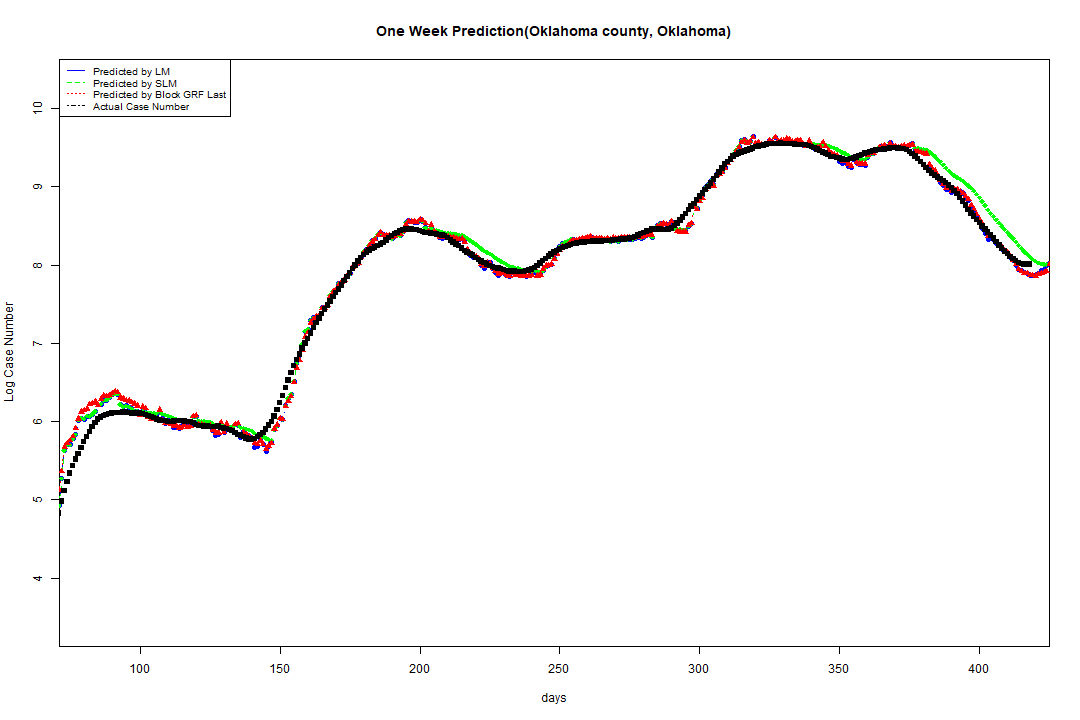 One Week Prediction(Oklahoma county, Oklahoma)
Predicted by LM
Predicted by SLM
Predicted by Block GRF Last
Actual Case Number
10
9
8
7
6
5
4
Log Case Number
100 150 200 250 300 350 400
days